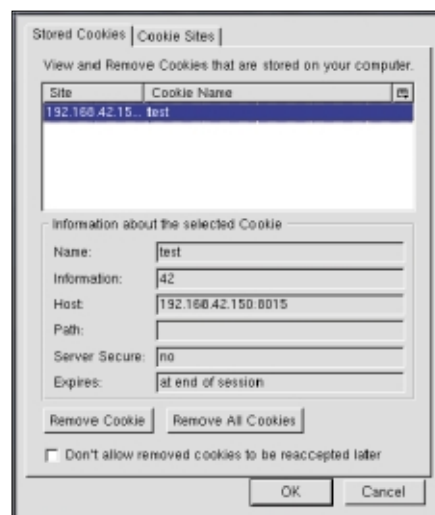 Stored Cookies Cookie Sites
View and Remove Cookies that are stored on your computer.
Site Cookie Name
192.168.42.15... test
Information about the selected Cookie
Name: test
Information: 42
Host: 192.168.42.150:8015
Path:
Server Secure: no
Expires: at end of session
Remove Cookie Remove All Cookies
Don't allow removed cookies to be reaccepted later
OK Cancel